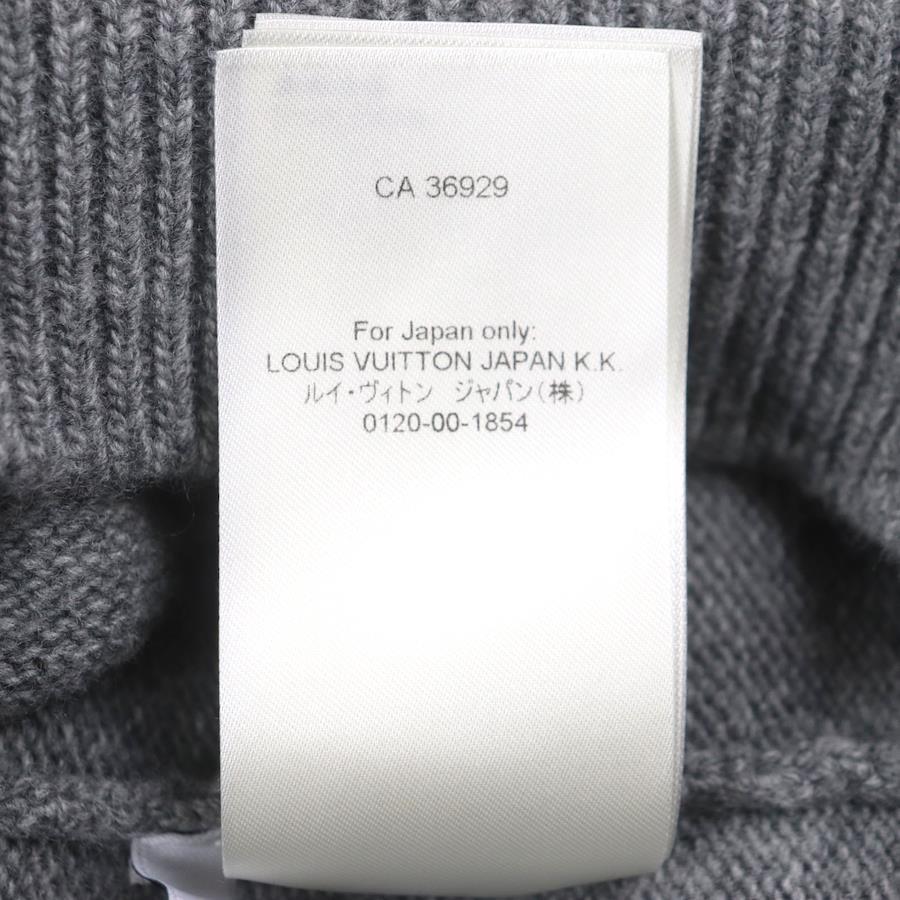 CA 36929
For Japan only:
LOUIS VUITTON JAPAN K.K.
ルイ・ヴィトン ジャパン(株)
0120-00-1854